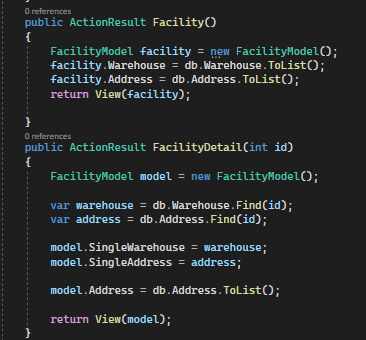 0 references
public ActionResult Facility()
{
FacilityModel facility = new FacilityModel();
facility.Warehouse = db.Warehouse.ToList();
facility.Address = db.Address.ToList();
return View(facility);
}
0 references
public ActionResult FacilityDetail(int id)
{
FacilityModel model = new FacilityModel();
var warehouse = db.Warehouse.Find(id);
var address = db.Address.Find(id);
model.SingleWarehouse = warehouse;
model.SingleAddress = address;
model.Address = db.Address.ToList();
return View(model);
}